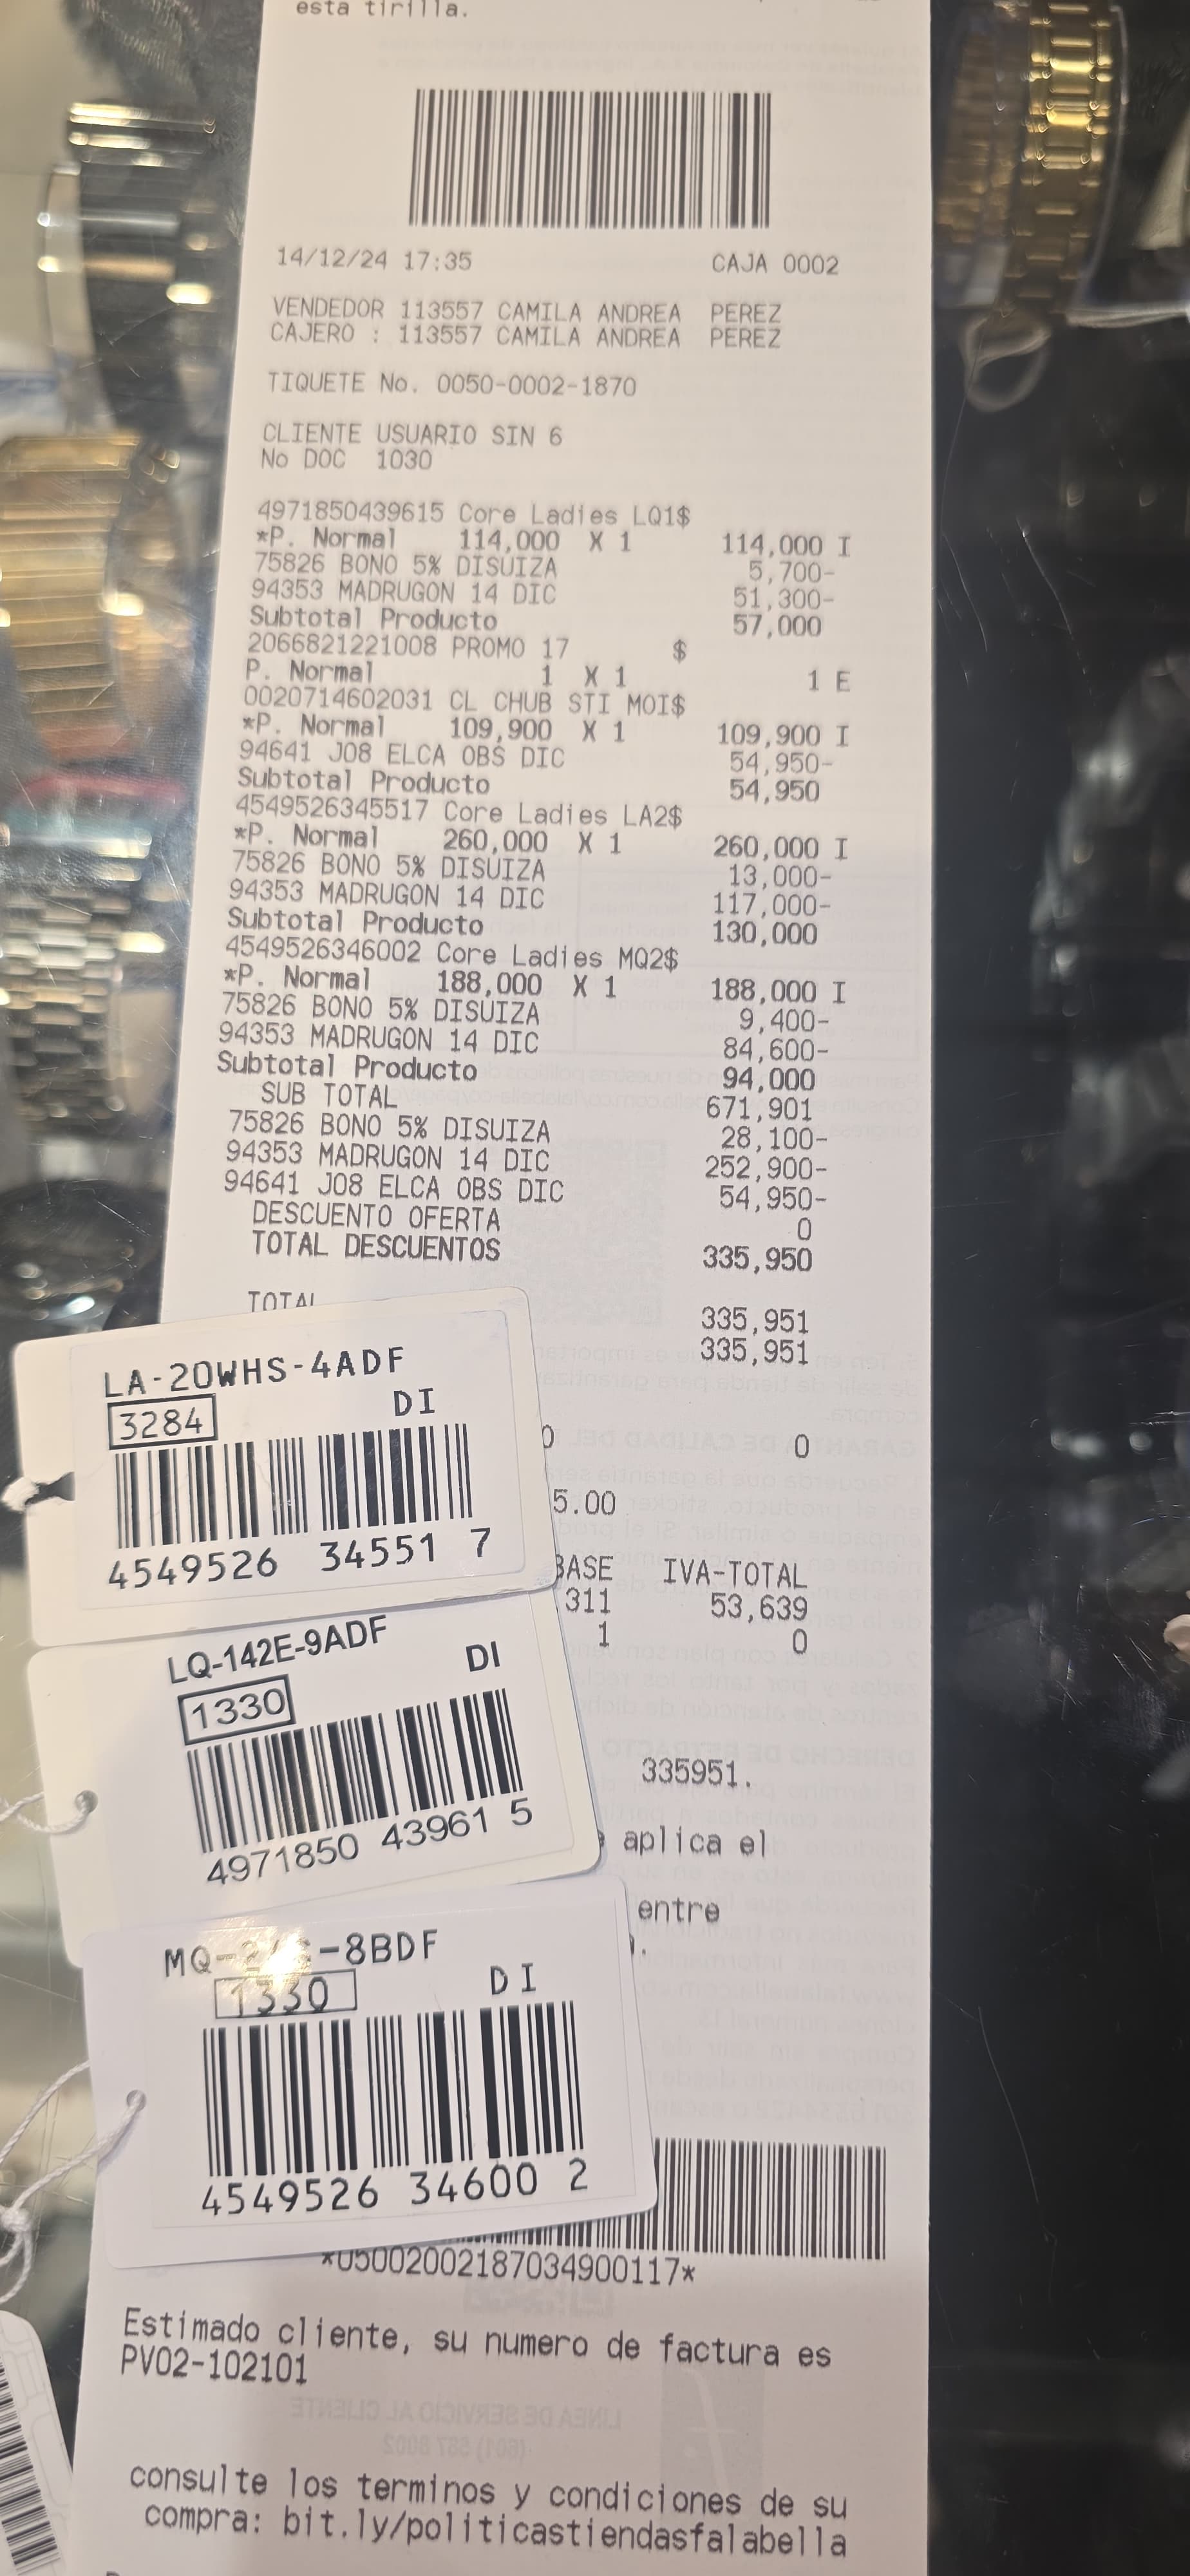 esta tirilla.
14/12/24 17:35 CAJA 0002
VENDEDOR 113557 CAMILA ANDREA PEREZ
CAJERO : 113557 CAMILA ANDREA PEREZ
TIQUETE No. 0050-0002-1870
CLIENTE USUARIO SIN 6
No DOC 1030
4971850439615 Core Ladies LQ1$
*P. Normal 114,000 X 1 114,000 I
75826 BONO 5% DISUIZA 5,700-
94353 MADRUGON 14 DIC 51,300-
Subtotal Producto 57,000
2066821221008 PROMO 17 $
P. Normal 1 X 1 1 E
0020714602031 CL CHUB STI MOI$
*P. Normal 109,900 X 1 109,900 I
94641 J08 ELCA OBS DIC 54,950-
Subtotal Producto 54,950
4549526345517 Core Ladies LA2$
*P. Normal 260,000 X 1 260,000 I
75826 BONO 5% DISUIZA 13,000-
94353 MADRUGON 14 DIC 117,000-
Subtotal Producto 130,000
4549526346002 Core Ladies MQ2$
*P. Normal 188,000 X 1 188,000 I
75826 BONO 5% DISUIZA 9,400-
94353 MADRUGON 14 DIC 84,600-
Subtotal Producto 94,000
SUB TOTAL 671,901
75826 BONO 5% DISUIZA 28,100-
94353 MADRUGON 14 DIC 252,900-
94641 J08 ELCA OBS DIC 54,950-
DESCUENTO OFERTA 0
TOTAL DESCUENTOS 335,950
TOTAL 335,951
335,951
0 0
5.00
BASE IVA-TOTAL
311 53,639
1 0
335951.
aplica el
entre
LA-20WHS-4ADF
3284 DI
4549526 34551 7
LQ-142E-9ADF
1330 DI
4971850 43961 5
-8BDF
1330 DI
4549526 34600 2
*05002002187034900117*
Estimado cliente, su numero de factura es
PV02-102101
consulte los terminos y condiciones de su
compra: bit.ly/politicastiendasfalabella